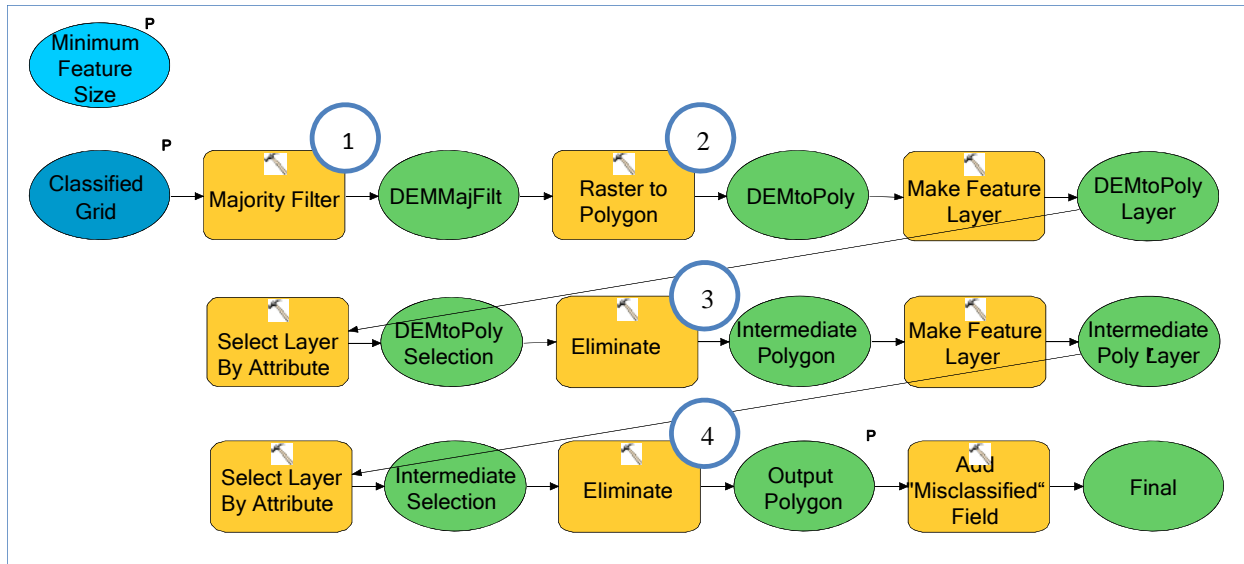 P
Minimum
Feature
Size
1
2
P
Classified
Grid
Majority Filter
DEMMajFilt
Raster to
Polygon
DEMtoPoly
Make Feature
Layer
DEMtoPoly
Layer
3
Select Layer
By Attribute
DEMtoPoly
Selection
Eliminate
Intermediate
Polygon
Make Feature
Layer
Intermediate
Poly Layer
4
P
Select Layer
By Attribute
Intermediate
Selection
Eliminate
Output
Polygon
Add
"Misclassified“
Field
Final